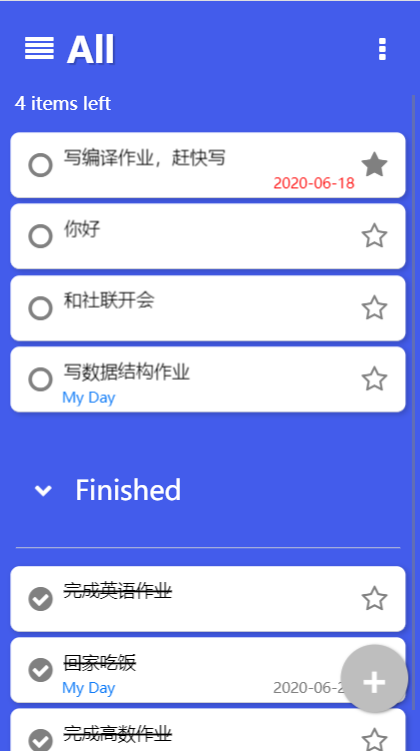 All
4 items left
写编译作业，赶快写
2020-06-18
你好
和社联开会
写数据结构作业
My Day
Finished
完成英语作业
回家吃饭
My Day
2020-06-2
完成高数作业